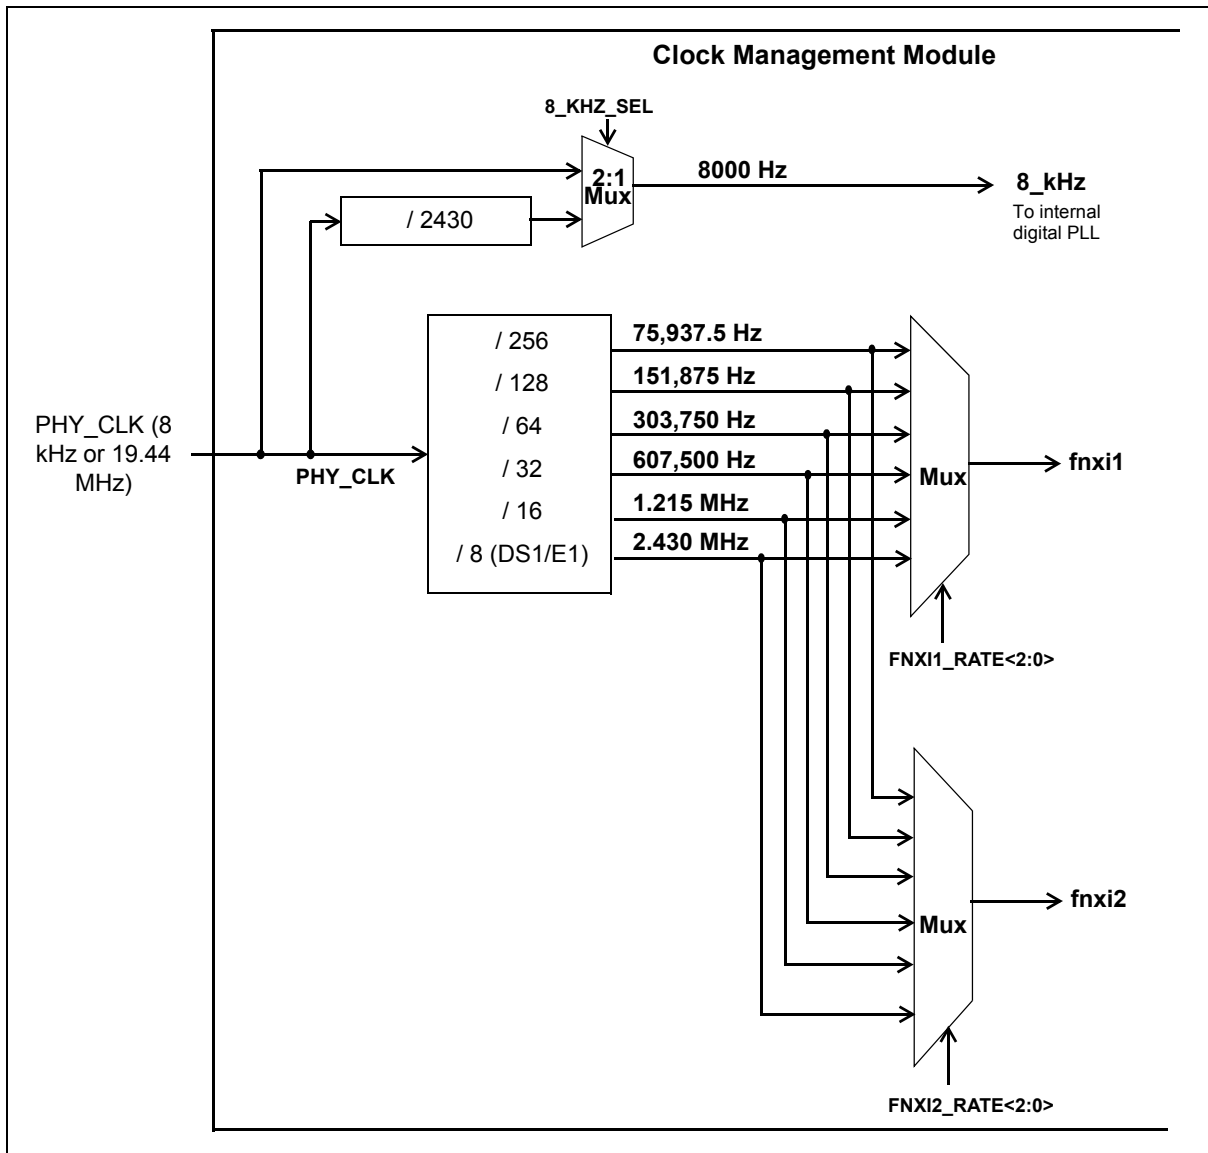 Clock Management Module
8_KHZ_SEL
2:1
Mux
8000 Hz
8_kHz
To internal
digital PLL
/ 2430
/ 256
/ 128
/ 64
/ 32
/ 16
/ 8 (DS1/E1)
75,937.5 Hz
151,875 Hz
303,750 Hz
607,500 Hz
1.215 MHz
2.430 MHz
PHY_CLK (8
kHz or 19.44
MHz)
PHY_CLK
Mux
fnxi1
FNXI1_RATE<2:0>
Mux
fnxi2
FNXI2_RATE<2:0>